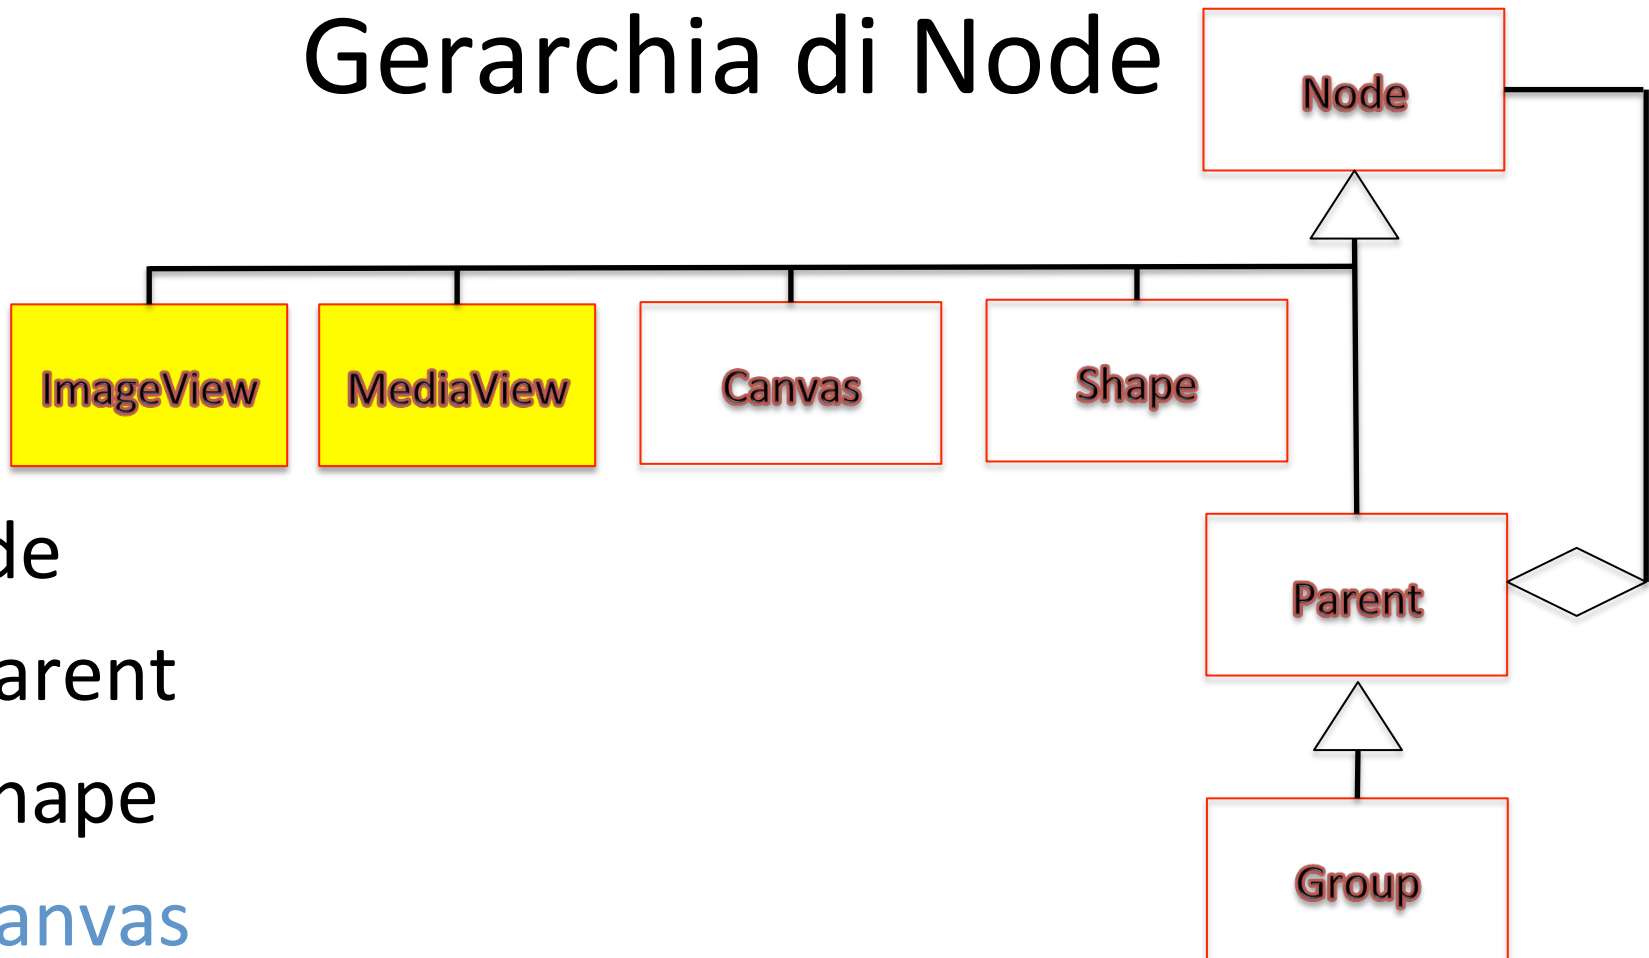 Gerarchia di Node
Node
ImageView
MediaView
Canvas
Shape
de
arent
Parent
hape
Group
anvas